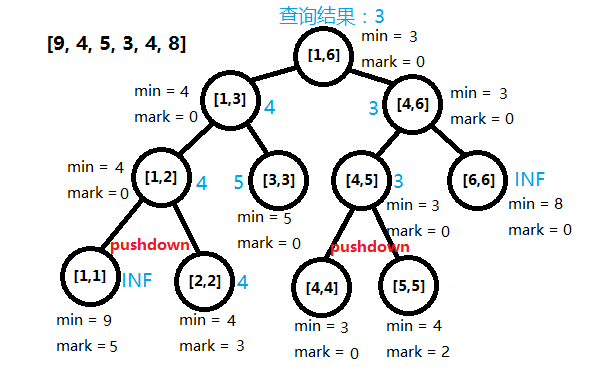 查询结果：3
[9, 4, 5, 3, 4, 8]
[1,6]
min = 3
mark = 0
min = 4
mark = 0
[1,3]
4
3
[4,6]
min = 3
mark = 0
min = 4
mark = 0
[1,2]
4
5
[3,3]
min = 5
mark = 0
[4,5]
3
min = 3
mark = 0
[6,6]
INF
min = 8
mark = 0
pushdown
pushdown
[1,1]
INF
min = 9
mark = 5
[2,2]
4
min = 4
mark = 3
[4,4]
min = 3
mark = 0
[5,5]
min = 4
mark = 2